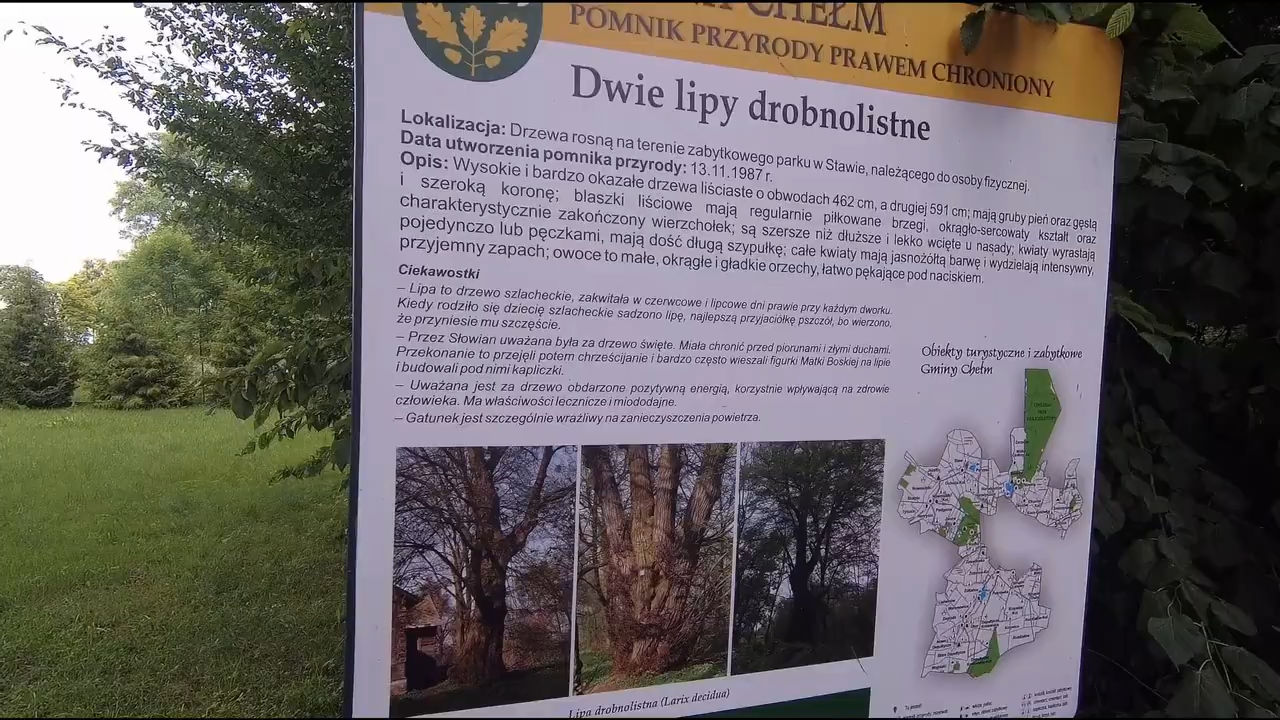 CHEŁM
POMNIK PRZYRODY PRAWEM CHRONIONY
Dwie lipy drobnolistne
Lokalizacja: Drzewa rosną na terenie zabytkowego parku w Stawie, należącego do osoby fizycznej.
Data utworzenia pomnika przyrody: 13.11.1987 r.
Opis: Wysokie i bardzo okazałe drzewa liściaste o obwodach 462 cm, a drugiej 591 cm; mają gruby pień oraz gęstą
i szeroką koronę; blaszki liściowe mają regularnie piłkowane brzegi, okrągło-sercowaty kształt oraz
charakterystycznie zakończony wierzchołek; są szersze niż dłuższe i lekko wcięte u nasady; kwiaty wyrastają
pojedynczo lub pęczkami, mają dość długą szypułkę; całe kwiaty mają jasnożółtą barwę i wydzielają intensywny,
przyjemny zapach; owoce to małe, okrągłe i gładkie orzechy, łatwo pękające pod naciskiem.
Ciekawostki
– Lipa to drzewo szlacheckie, zakwitała w czerwcowe i lipcowe dni prawie przy każdym dworku.
Kiedy rodziło się dziecię szlacheckie sadzono lipę, najlepszą przyjaciółkę pszczół, bo wierzono,
że przyniesie mu szczęście.
– Przez Słowian uważana była za drzewo święte. Miała chronić przed piorunami i złymi duchami.
Przekonanie to przejęli potem chrześcijanie i bardzo często wieszali figurki Matki Boskiej na lipie
i budowali pod nimi kapliczki.
– Uważana jest za drzewo obdarzone pozytywną energią, korzystnie wpływającą na zdrowie
człowieka. Ma właściwości lecznicze i miododajne.
– Gatunek jest szczególnie wrażliwy na zanieczyszczenia powietrza.
Obiekty turystyczne i zabytkowe
Gminy Chełm
Lipa drobnolistna (Larix decidua)